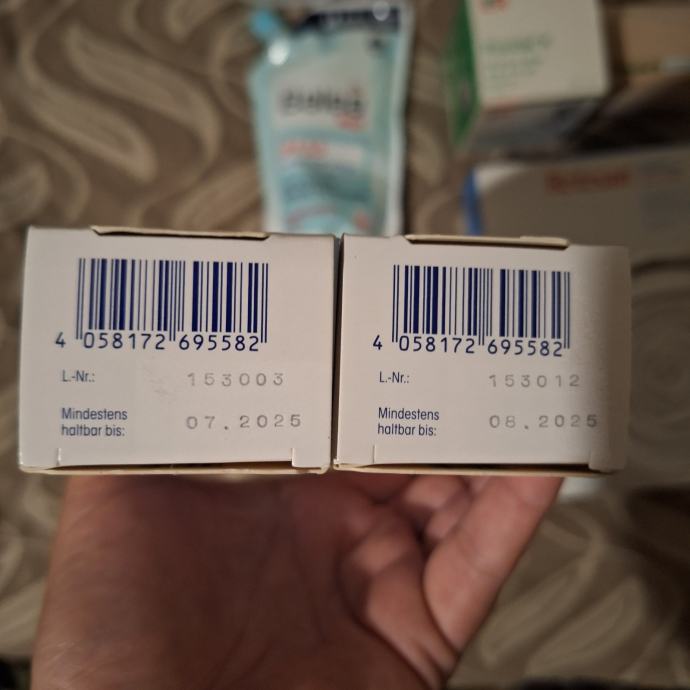 Balea
4 058172 695582
L.-Nr.: 153003
Mindestens
haltbar bis: 07.2025
4 058172 695582
L.-Nr.: 153012
Mindestens
haltbar bis: 08.2025